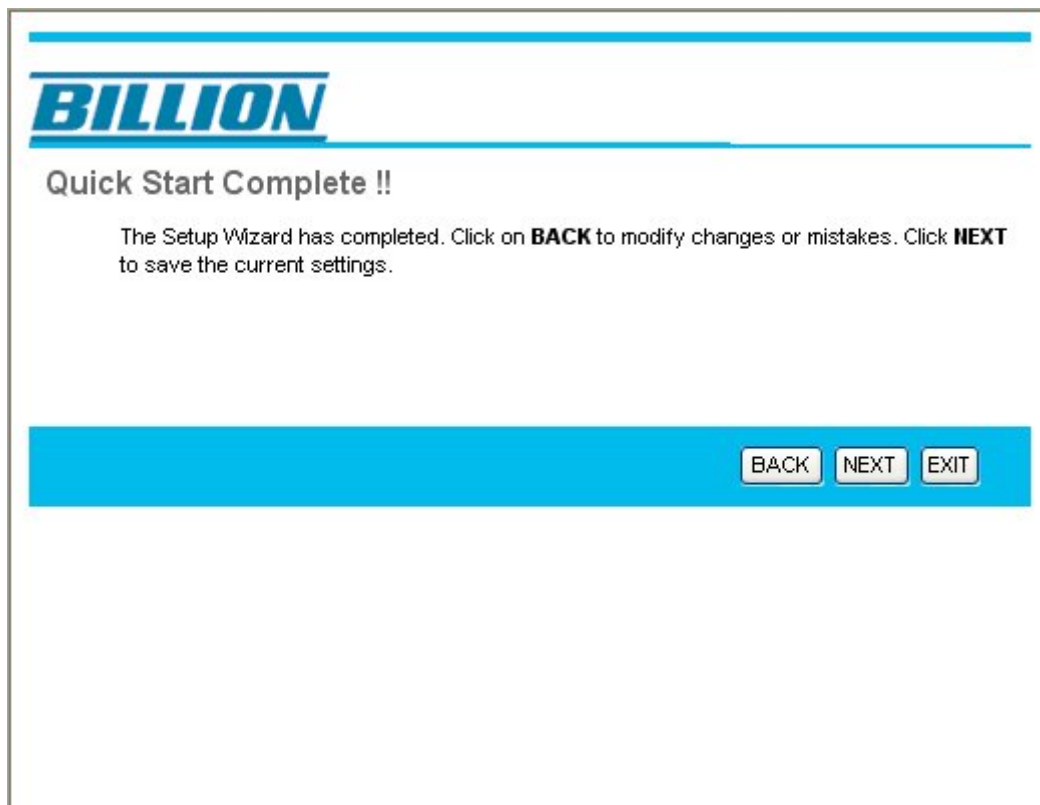 BILLION
Quick Start Complete !!
The Setup Wizard has completed. Click on BACK to modify changes or mistakes. Click NEXT
to save the current settings.
BACK NEXT EXIT